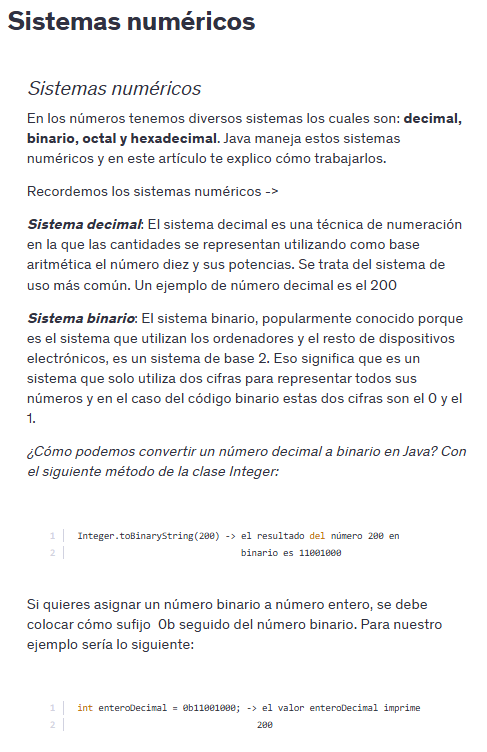 Sistemas numéricos
Sistemas numéricos
En los números tenemos diversos sistemas los cuales son: decimal,
binario, octal y hexadecimal. Java maneja estos sistemas
numéricos y en este artículo te explico cómo trabajarlos.
Recordemos los sistemas numéricos ->
Sistema decimal: El sistema decimal es una técnica de numeración
en la que las cantidades se representan utilizando como base
aritmética el número diez y sus potencias. Se trata del sistema de
uso más común. Un ejemplo de número decimal es el 200
Sistema binario: El sistema binario, popularmente conocido porque
es el sistema que utilizan los ordenadores y el resto de dispositivos
electrónicos, es un sistema de base 2. Eso significa que es un
sistema que solo utiliza dos cifras para representar todos sus
números y en el caso del código binario estas dos cifras son el 0 y el
1.
¿Cómo podemos convertir un número decimal a binario en Java? Con
el siguiente método de la clase Integer:
1 Integer.toBinaryString(200) -> el resultado del número 200 en
2 binario es 11001000
Si quieres asignar un número binario a número entero, se debe
colocar cómo sufijo 0b seguido del número binario. Para nuestro
ejemplo sería lo siguiente:
1 int enteroDecimal = 0b11001000; -> el valor enteroDecimal imprime
2 200